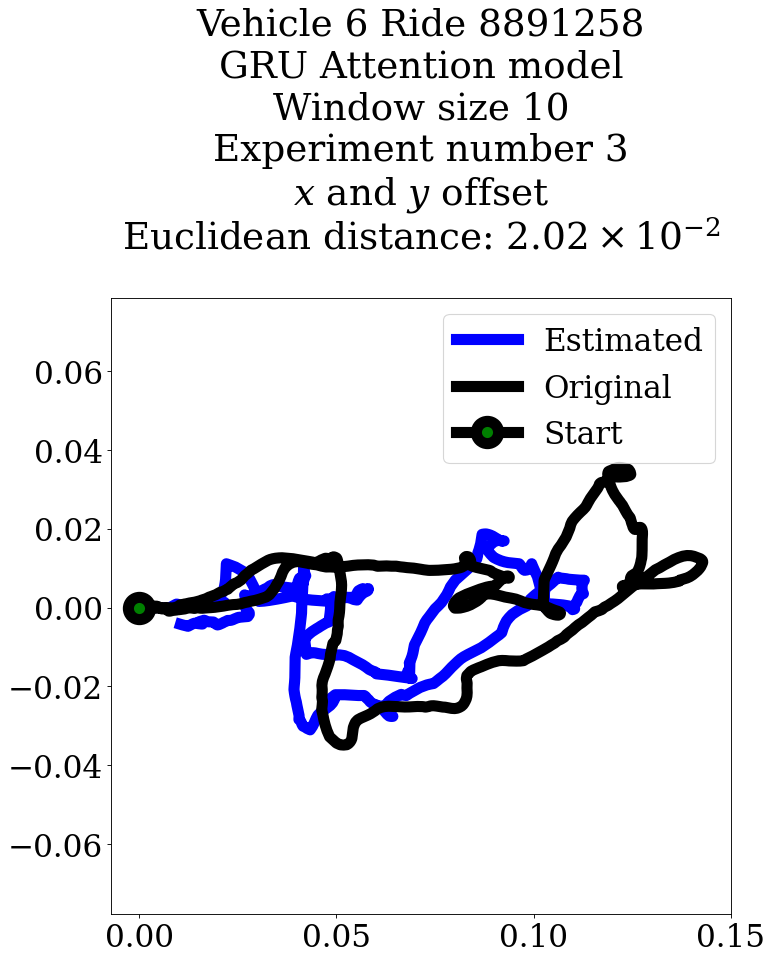 Vehicle 6 Ride 8891258
GRU Attention model
Window size 10
Experiment number 3
x and y offset
Euclidean distance: 2.02 × 10⁻²
Estimated
Original
Start
0.06
0.04
0.02
0.00
−0.02
−0.04
−0.06
0.00 0.05 0.10 0.15